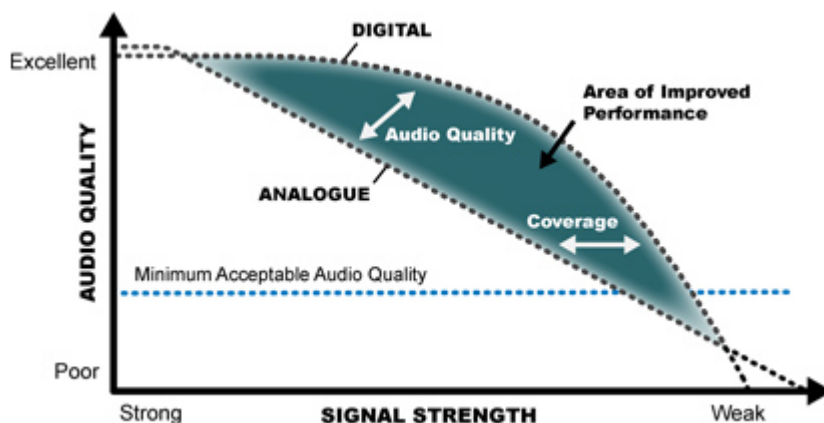 DIGITAL
Excellent
Area of Improved
Performance
Audio Quality
ANALOGUE
Coverage
AUDIO QUALITY
Minimum Acceptable Audio Quality
Poor
Strong
SIGNAL STRENGTH
Weak